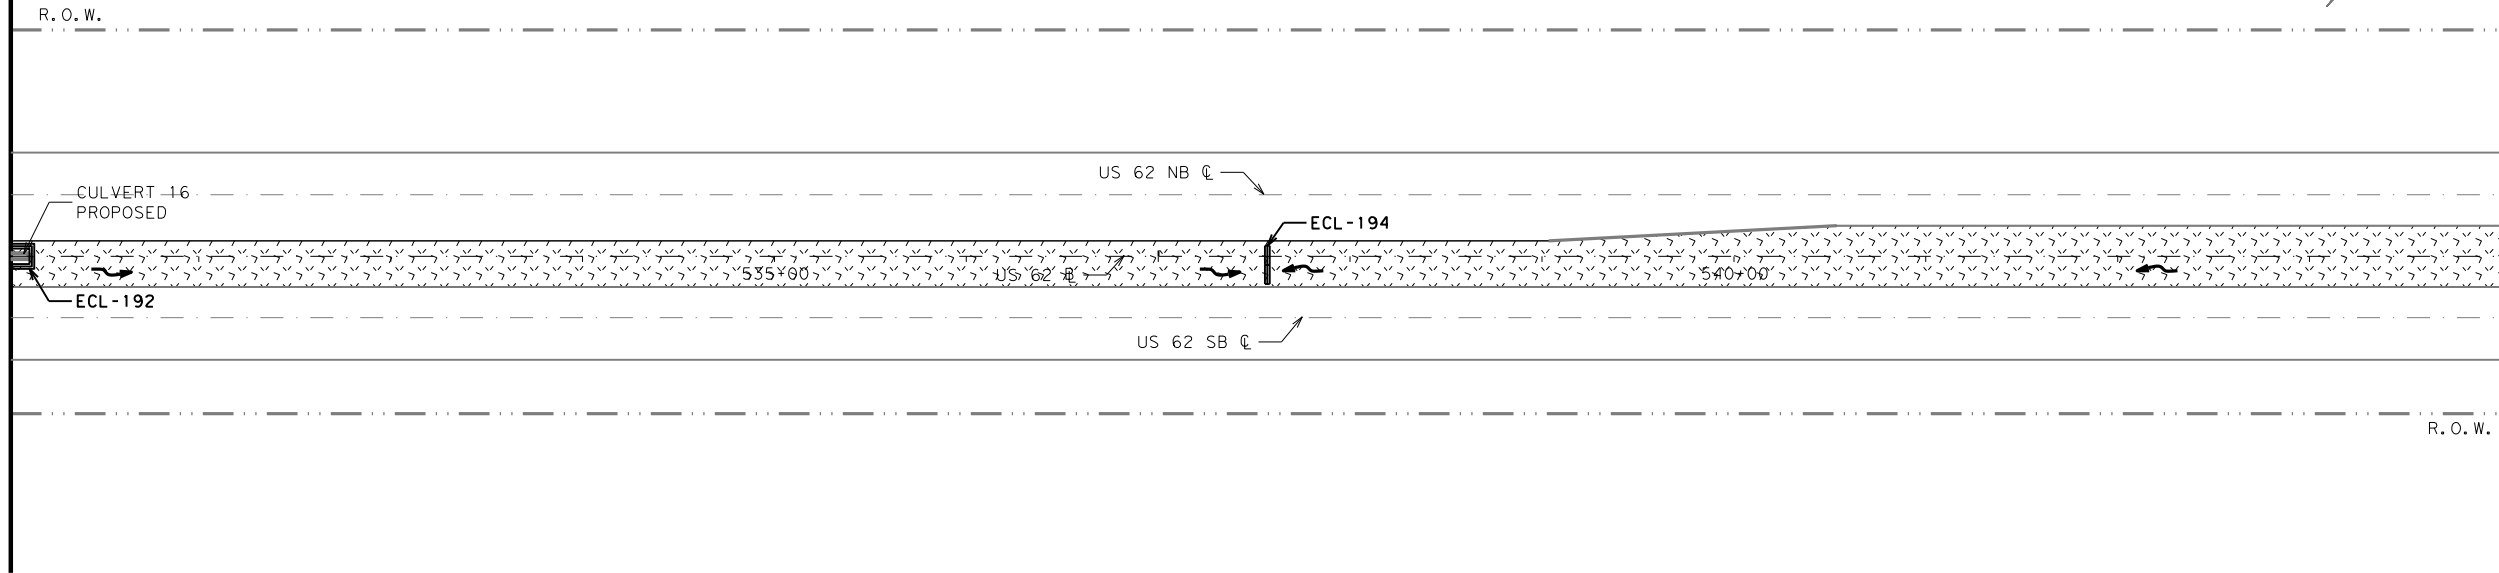 R.O.W.
US 62 NB ℄
CULVERT 16
PROPOSED
ECL-194
535+00
US 62 ␢
540+00
ECL-192
US 62 SB ℄
R.O.W.